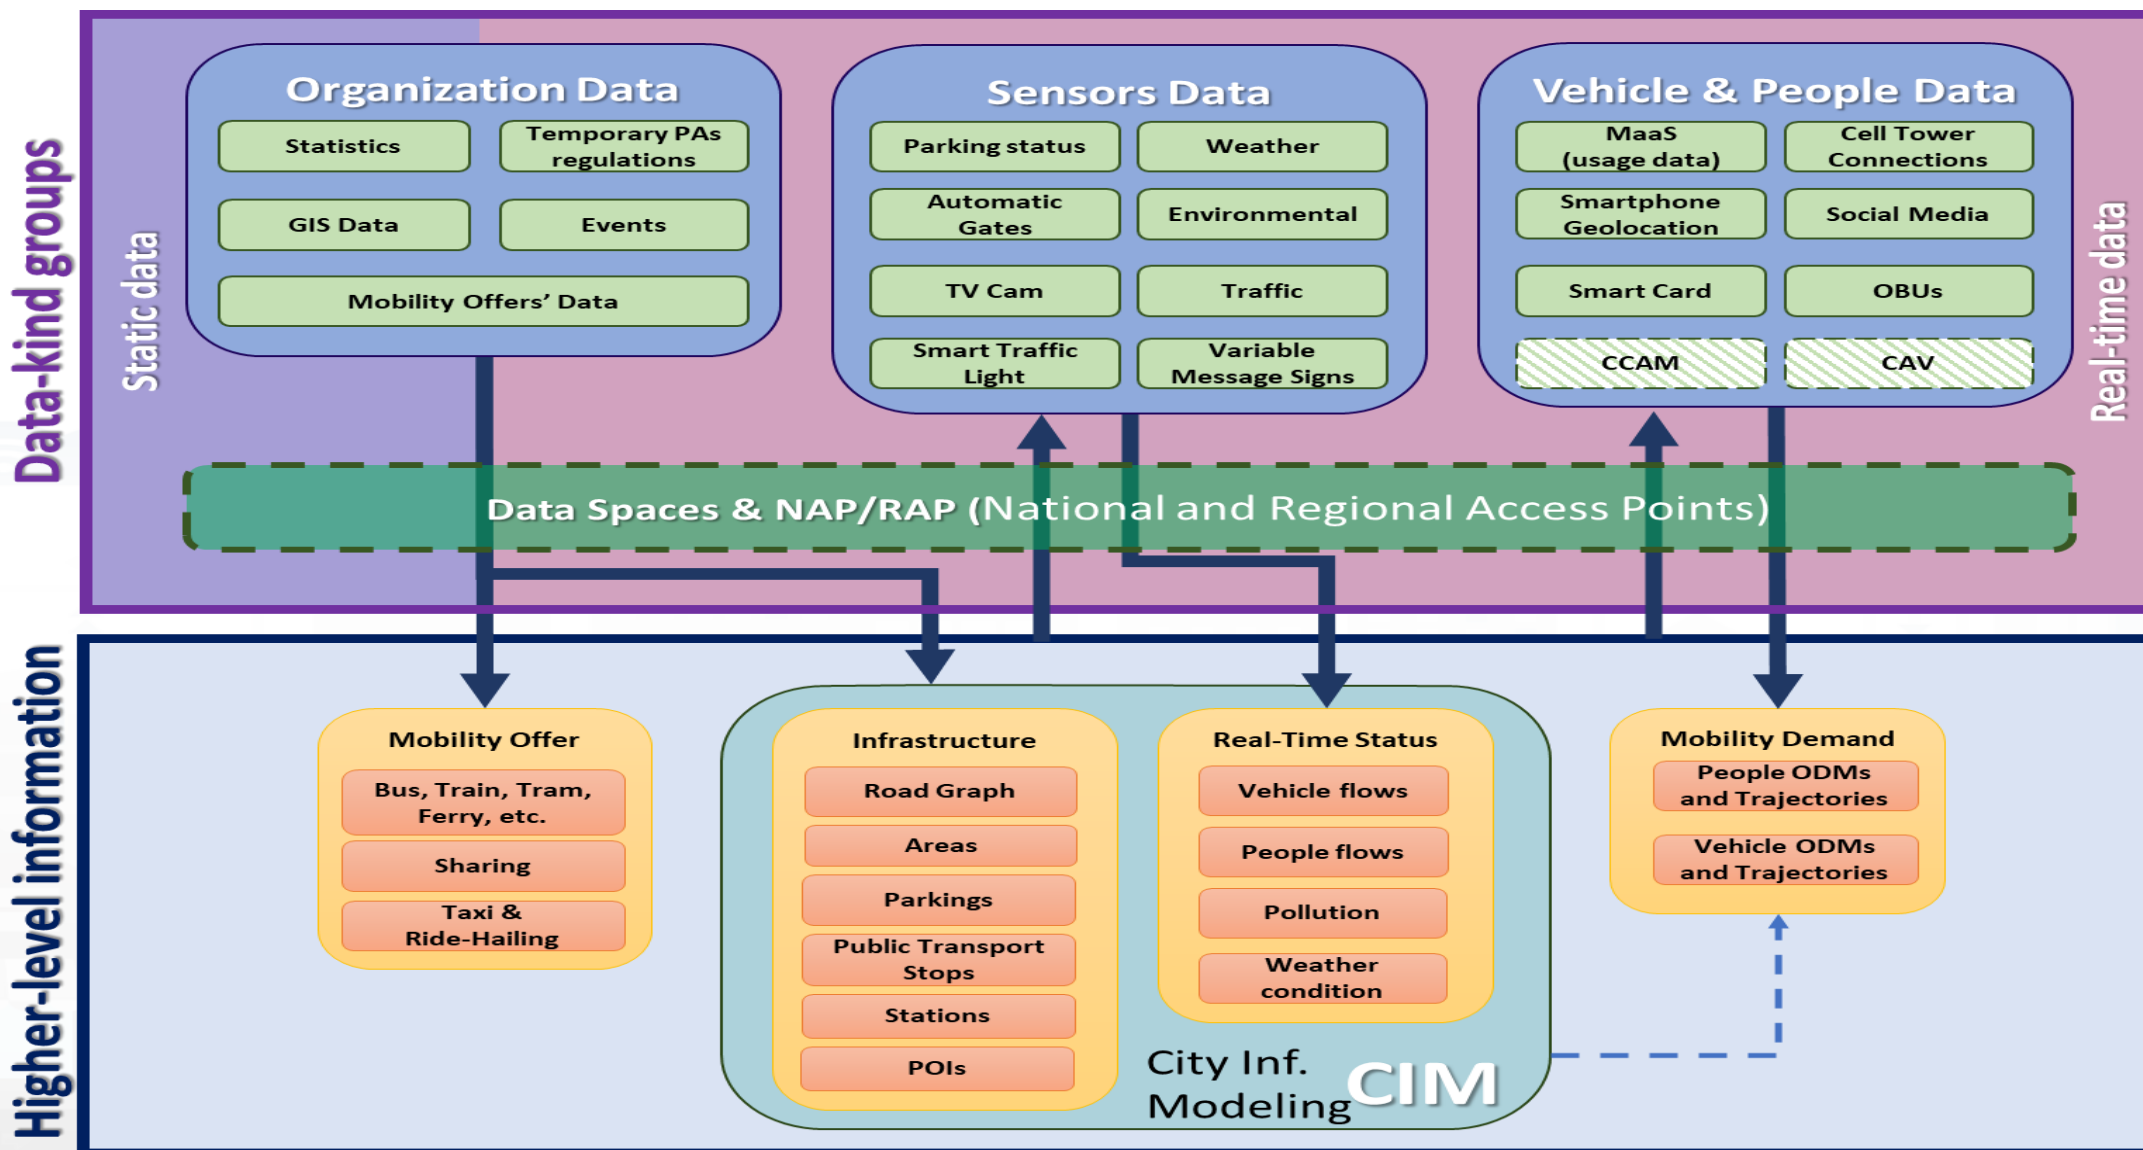 Data-kind groups
Static data
Organization Data
Statistics
Temporary PAs
regulations
GIS Data
Events
Mobility Offers’ Data
Sensors Data
Parking status
Weather
Automatic
Gates
Environmental
TV Cam
Traffic
Smart Traffic
Light
Variable
Message Signs
Vehicle & People Data
MaaS
(usage data)
Cell Tower
Connections
Smartphone
Geolocation
Social Media
Smart Card
OBUs
CCAM
CAV
Real-time data
Data Spaces & NAP/RAP (National and Regional Access Points)
Higher-level information
Mobility Offer
Bus, Train, Tram,
Ferry, etc.
Sharing
Taxi &
Ride-Hailing
Infrastructure
Road Graph
Areas
Parkings
Public Transport
Stops
Stations
POIs
Real-Time Status
Vehicle flows
People flows
Pollution
Weather
condition
City Inf.
Modeling
CIM
Mobility Demand
People ODMs
and Trajectories
Vehicle ODMs
and Trajectories